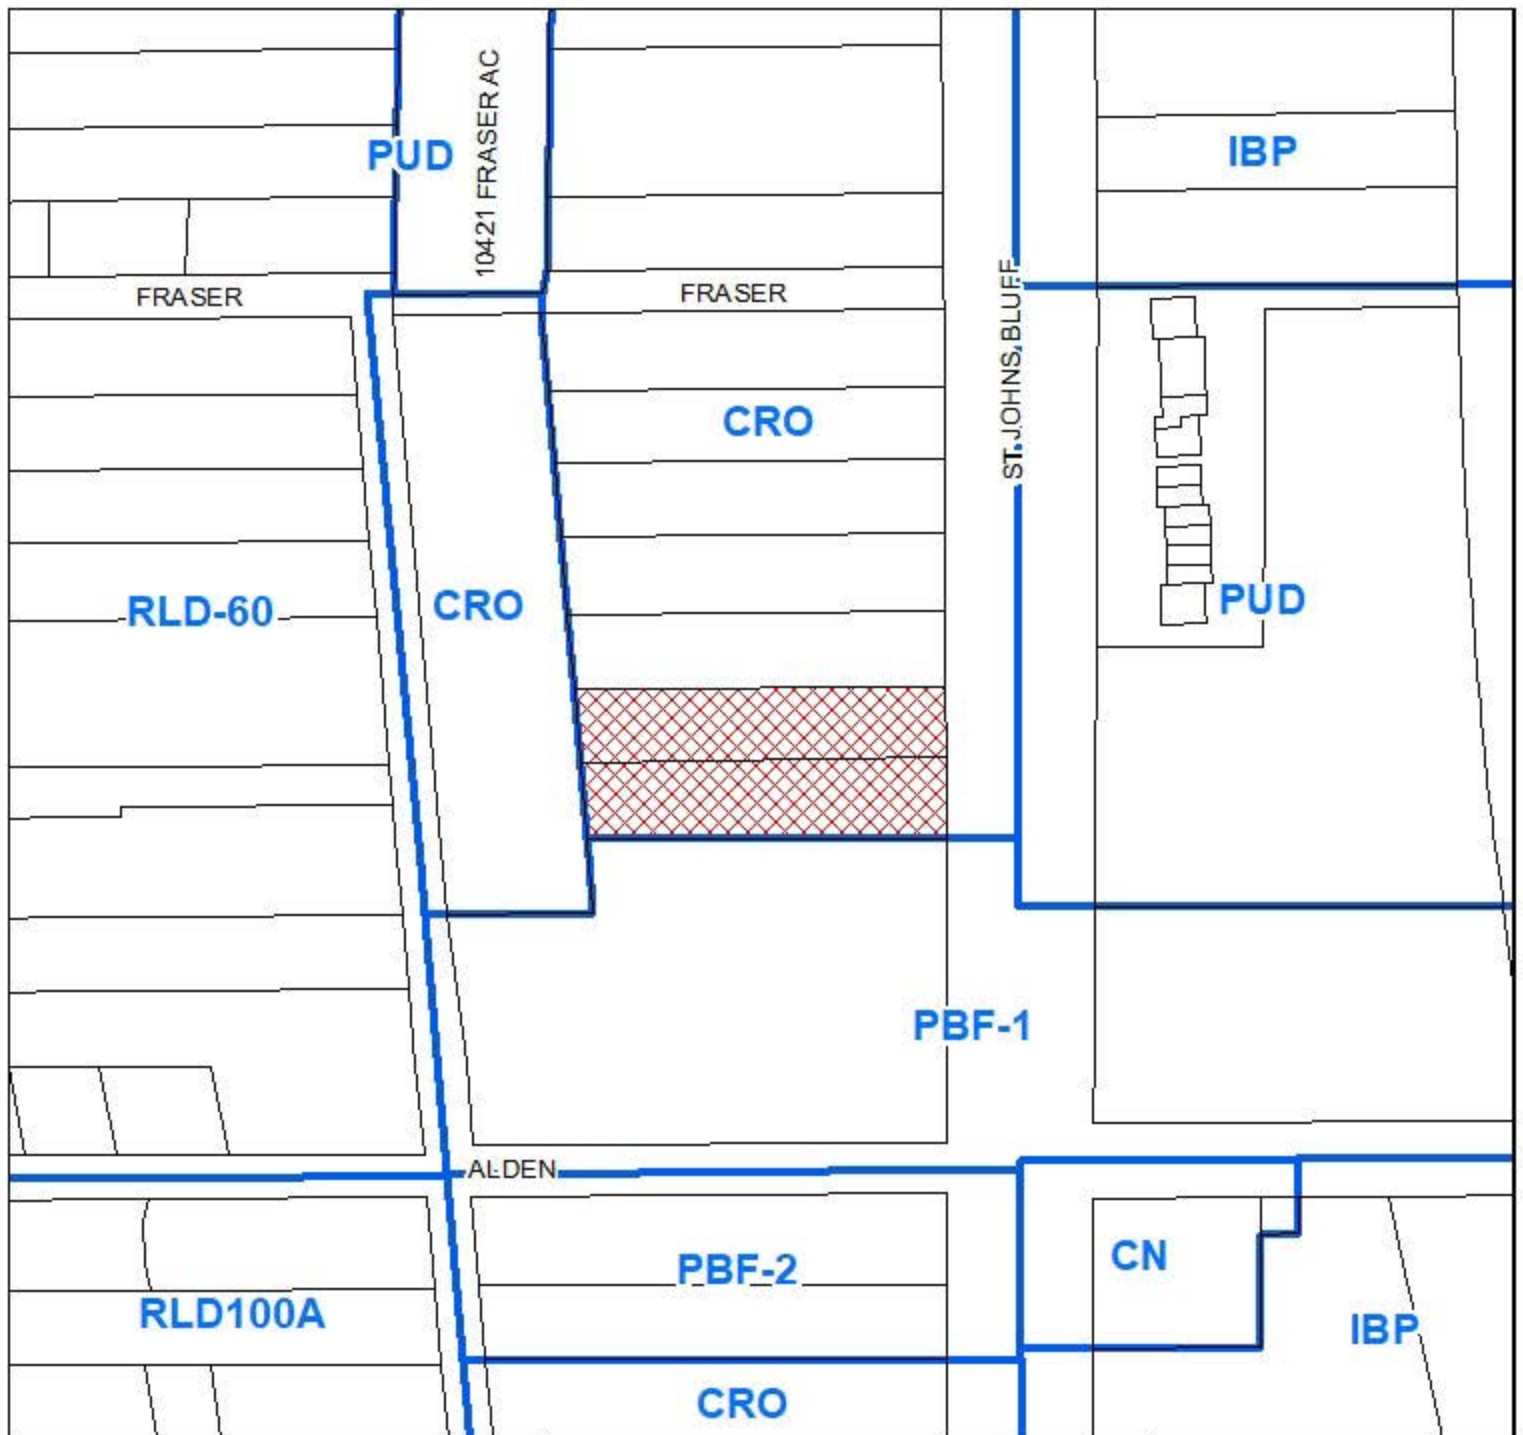 PUD
10421 FRASER AC
IBP
FRASER
FRASER
ST. JOHNS BLUFF
CRO
RLD-60
CRO
PUD
PBF-1
ALDEN
PBF-2
CN
RLD100A
IBP
CRO